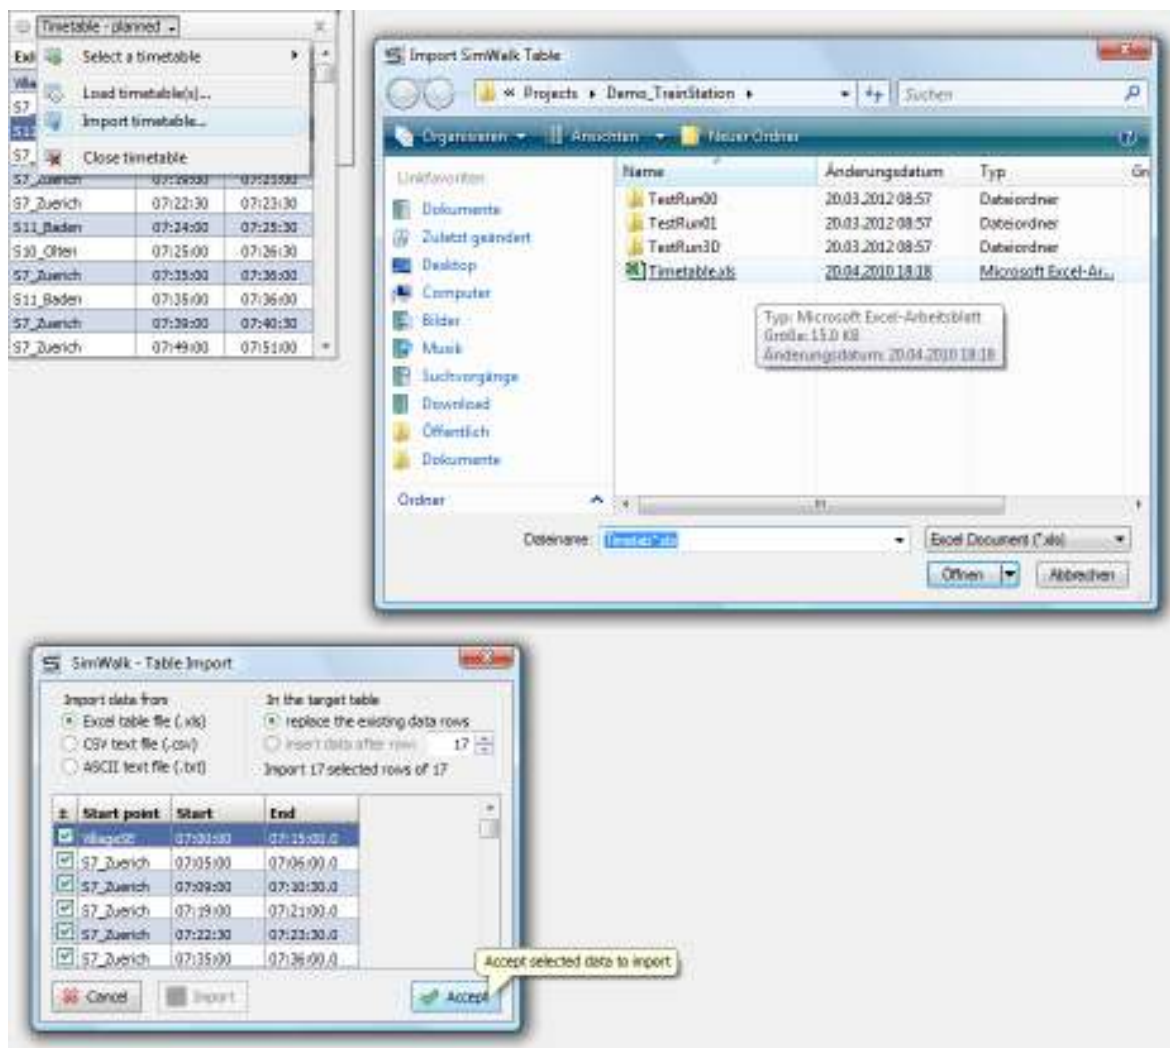 Timetable - planned
Select a timetable
Load timetable(s)...
Import timetable...
Close timetable
S7_Zuerich 07:19:00 07:21:00
S7_Zuerich 07:22:30 07:23:30
S11_Baden 07:24:00 07:25:30
S10_Olten 07:25:00 07:26:30
S7_Zuerich 07:35:00 07:36:00
S11_Baden 07:35:00 07:36:00
S7_Zuerich 07:39:00 07:40:30
S7_Zuerich 07:49:00 07:51:00
Import SimWalk Table
« Projects Demo_TrainStation Suchen
Organisieren Ansichten Neuer Ordner
Linkfavoriten
Dokumente
Zuletzt geändert
Desktop
Computer
Bilder
Musik
Suchvorgänge
Download
Öffentlich
Dokumente
Ordner
Name Änderungsdatum Typ Grö
TestRun00 20.03.2012 08:57 Dateiordner
TestRun01 20.03.2012 08:57 Dateiordner
TestRun3D 20.03.2012 08:57 Dateiordner
Timetable.xls 20.04.2010 18:18 Microsoft Excel-Ar...
Typ: Microsoft Excel-Arbeitsblatt
Größe: 15.0 KB
Änderungsdatum: 20.04.2010 18:18
Dateiname: Excel Document (*.xls)
Öffnen Abbrechen
SimWalk - Table Import
Import data from In the target table
Excel table file (.xls) replace the existing data rows
CSV text file (.csv) insert data after row: 17
ASCII text file (.txt) Import 17 selected rows of 17
± Start point Start End
VillageSt 07:00:00 07:15:00.0
S7_Zuerich 07:05:00 07:06:00.0
S7_Zuerich 07:09:00 07:10:30.0
S7_Zuerich 07:19:00 07:21:00.0
S7_Zuerich 07:22:30 07:23:30.0
S7_Zuerich 07:35:00 07:36:00.0
Accept selected data to import
Cancel Import Accept